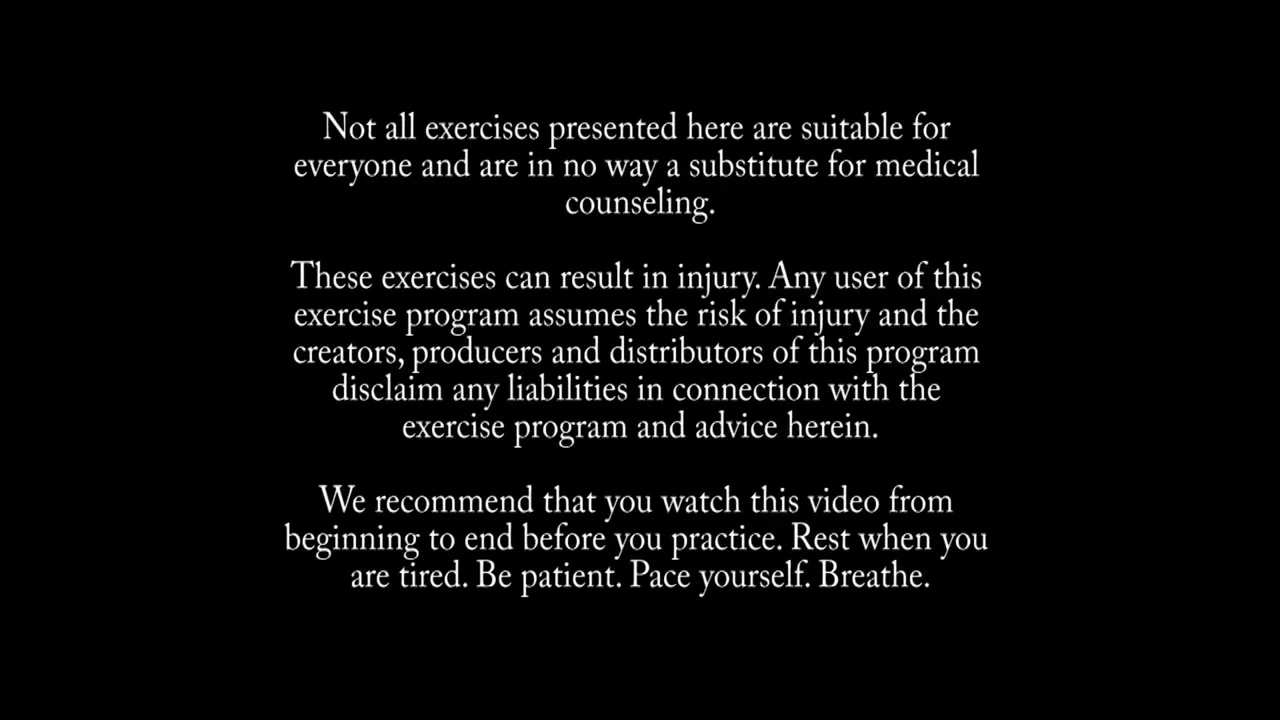 Not all exercises presented here are suitable for
everyone and are in no way a substitute for medical
counseling.
These exercises can result in injury. Any user of this
exercise program assumes the risk of injury and the
creators, producers and distributors of this program
disclaim any liabilities in connection with the
exercise program and advice herein.
We recommend that you watch this video from
beginning to end before you practice. Rest when you
are tired. Be patient. Pace yourself. Breathe.